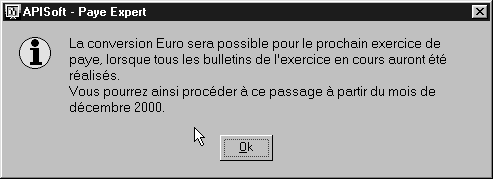 APISoft - Paye Expert
La conversion Euro sera possible pour le prochain exercice de
paye, lorsque tous les bulletins de l'exercice en cours auront été
réalisés.
Vous pourrez ainsi procéder à ce passage à partir du mois de
décembre 2000.
Ok